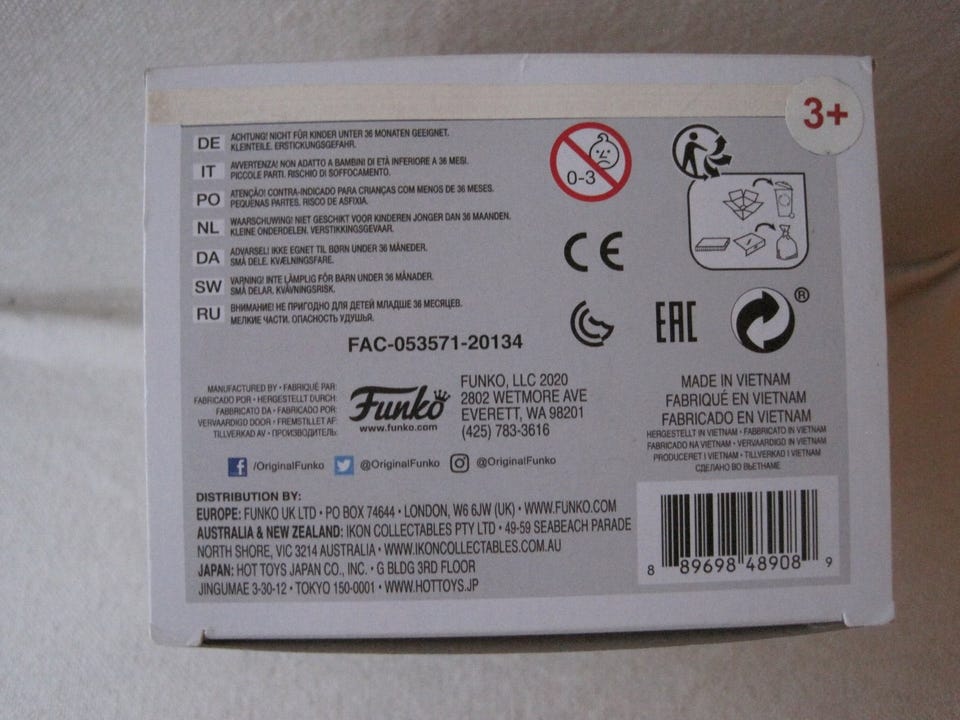 3+
DE ACHTUNG! NICHT FÜR KINDER UNTER 36 MONATEN GEEIGNET.
KLEINTEILE. ERSTICKUNGSGEFAHR.
IT AVVERTENZA! NON ADATTO A BAMBINI DI ETÀ INFERIORE A 36 MESI.
PICCOLE PARTI. RISCHIO DI SOFFOCAMENTO.
PO ATENÇÃO! CONTRA-INDICADO PARA CRIANÇAS COM MENOS DE 36 MESES.
PEQUENAS PARTES. RISCO DE ASFIXIA.
NL WAARSCHUWING! NIET GESCHIKT VOOR KINDEREN JONGER DAN 36 MAANDEN.
KLEINE ONDERDELEN. VERSTIKKINGSGEVAAR.
DA ADVARSEL! IKKE EGNET TIL BØRN UNDER 36 MÅNEDER.
SMÅ DELE. KVÆLNINGSFARE.
SW VARNING! INTE LÄMPLIG FÖR BARN UNDER 36 MÅNADER.
SMÅ DELAR. KVÄVNINGSRISK.
RU ВНИМАНИЕ! НЕ ПРИГОДНО ДЛЯ ДЕТЕЙ МЛАДШЕ 36 МЕСЯЦЕВ.
МЕЛКИЕ ЧАСТИ. ОПАСНОСТЬ УДУШЬЯ.
0-3
CE
EAC
®
FAC-053571-20134
MANUFACTURED BY • FABRIQUÉ PAR:
FABRICADO POR • HERGESTELLT DURCH:
FABBRICATO DA • FABRICADO POR:
VERVAARDIGD DOOR • FREMSTILLET AF:
TILLVERKAD AV • ПРОИЗВОДИТЕЛЬ:
Funko
www.funko.com
FUNKO, LLC 2020
2802 WETMORE AVE
EVERETT, WA 98201
(425) 783-3616
MADE IN VIETNAM
FABRIQUÉ EN VIETNAM
FABRICADO EN VIETNAM
HERGESTELLT IN VIETNAM • FABBRICATO IN VIETNAM
FABRICADO NA VIETNAM • VERVAARDIGD IN VIETNAM
PRODUCERET I VIETNAM • TILLVERKAD I VIETNAM
СДЕЛАНО ВО ВЬЕТНАМЕ
/OriginalFunko @OriginalFunko @OriginalFunko
DISTRIBUTION BY:
EUROPE: FUNKO UK LTD • PO BOX 74644 • LONDON, W6 6JW (UK) • WWW.FUNKO.COM
AUSTRALIA & NEW ZEALAND: IKON COLLECTABLES PTY LTD • 49-59 SEABEACH PARADE
NORTH SHORE, VIC 3214 AUSTRALIA • WWW.IKONCOLLECTABLES.COM.AU
JAPAN: HOT TOYS JAPAN CO., INC. • G BLDG 3RD FLOOR
JINGUMAE 3-30-12 • TOKYO 150-0001 • WWW.HOTTOYS.JP
8 89698 48908 9